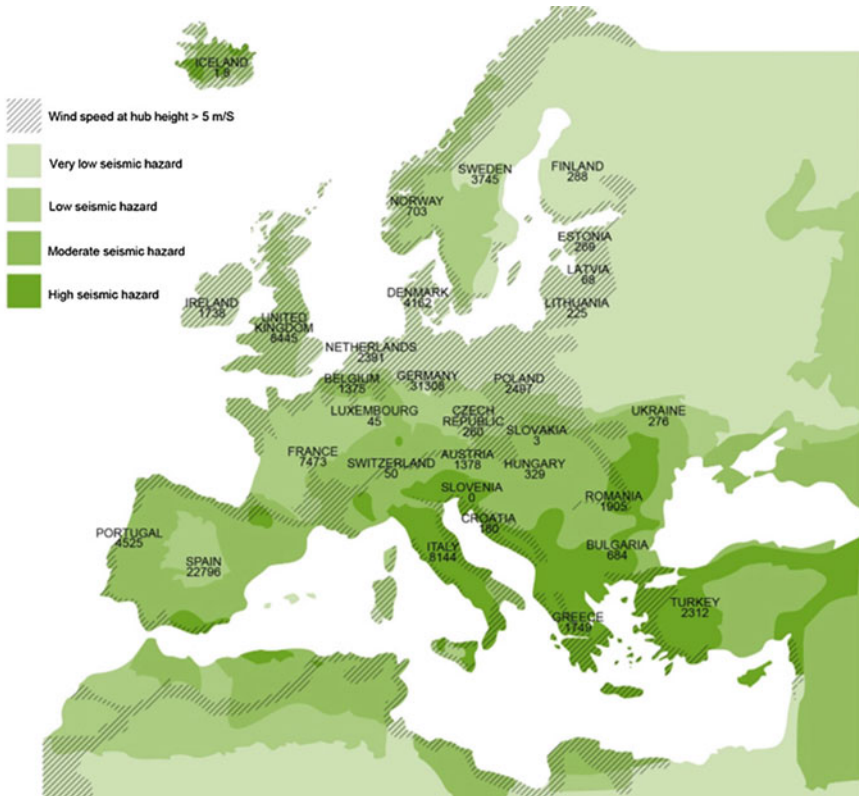 ICELAND
1.8
Wind speed at hub height > 5 m/S
Very low seismic hazard
Low seismic hazard
Moderate seismic hazard
High seismic hazard
SWEDEN
3745
FINLAND
288
NORWAY
703
ESTONIA
269
LATVIA
68
LITHUANIA
225
DENMARK
4162
IRELAND
1738
UNITED
KINGDOM
8445
NETHERLANDS
2391
BELGIUM
1375
GERMANY
31308
POLAND
2497
LUXEMBOURG
45
CZECH
REPUBLIC
260
SLOVAKIA
3
UKRAINE
276
FRANCE
7473
SWITZERLAND
50
AUSTRIA
1378
HUNGARY
329
SLOVENIA
0
ROMANIA
1905
CROATIA
180
PORTUGAL
4525
SPAIN
22796
ITALY
8144
BULGARIA
684
GREECE
1749
TURKEY
2312